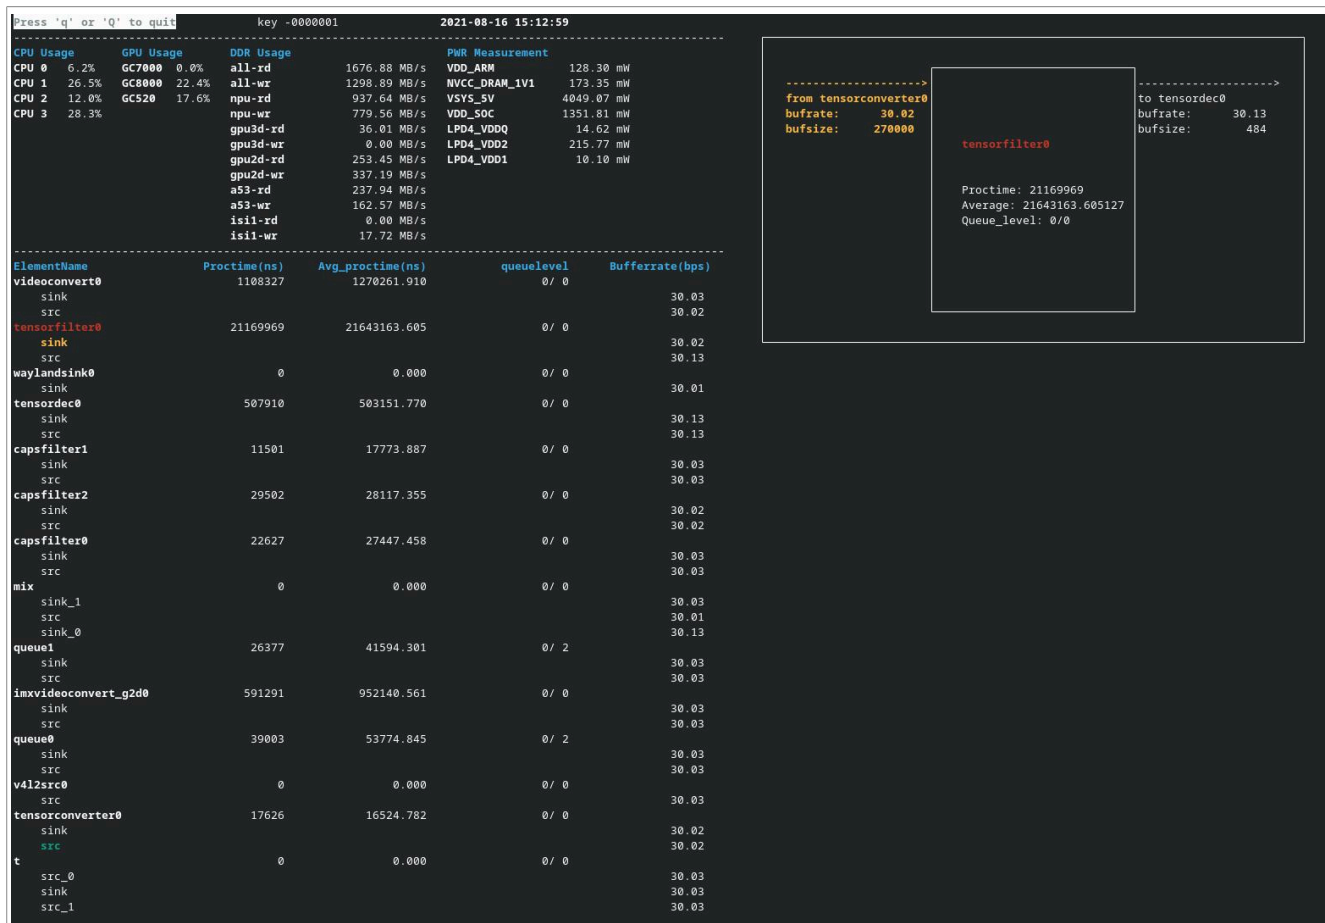 Press 'q' or 'Q' to quit key -0000001 2021-08-16 15:12:59
CPU Usage GPU Usage DDR Usage PWR Measurement
CPU 0 6.2% GC7000 0.0% all-rd 1676.88 MB/s VDD_ARM 128.30 mW
CPU 1 26.5% GC8000 22.4% all-wr 1298.89 MB/s NVCC_DRAM_1V1 173.35 mW
CPU 2 12.0% GC520 17.6% npu-rd 937.64 MB/s VSYS_5V 4049.07 mW
CPU 3 28.3% npu-wr 779.56 MB/s VDD_SOC 1351.81 mW
gpu3d-rd 36.01 MB/s LPD4_VDDQ 14.62 mW
gpu3d-wr 0.00 MB/s LPD4_VDD2 215.77 mW
gpu2d-rd 253.45 MB/s LPD4_VDD1 10.10 mW
gpu2d-wr 337.19 MB/s
a53-rd 237.94 MB/s
a53-wr 162.57 MB/s
isi1-rd 0.00 MB/s
isi1-wr 17.72 MB/s
ElementName Proctime(ns) Avg_proctime(ns) queuelevel Bufferrate(bps)
videoconvert0 1108327 1270261.910 0/ 0
sink 30.03
src 30.02
tensorfilter0 21169969 21643163.605 0/ 0
sink 30.02
src 30.13
waylandsink0 0 0.000 0/ 0
sink 30.01
tensordec0 507910 503151.770 0/ 0
sink 30.13
src 30.13
capsfilter1 11501 17773.887 0/ 0
sink 30.03
src 30.03
capsfilter2 29502 28117.355 0/ 0
sink 30.02
src 30.02
capsfilter0 22627 27447.458 0/ 0
sink 30.03
src 30.03
mix 0 0.000 0/ 0
sink_1 30.03
src 30.01
sink_0 30.13
queue1 26377 41594.301 0/ 2
sink 30.03
src 30.03
imxvideoconvert_g2d0 591291 952140.561 0/ 0
sink 30.03
src 30.03
queue0 39003 53774.845 0/ 2
sink 30.03
src 30.03
v4l2src0 0 0.000 0/ 0
src 30.03
tensorconverter0 17626 16524.782 0/ 0
sink 30.02
src 30.02
t 0 0.000 0/ 0
src_0 30.03
sink 30.03
src_1 30.03
--------------------->
from tensorconverter0
bufrate: 30.02
bufsize: 270000
tensorfilter0
Proctime: 21169969
Average: 21643163.605127
Queue_level: 0/0
--------------------->
to tensordec0
bufrate: 30.13
bufsize: 484